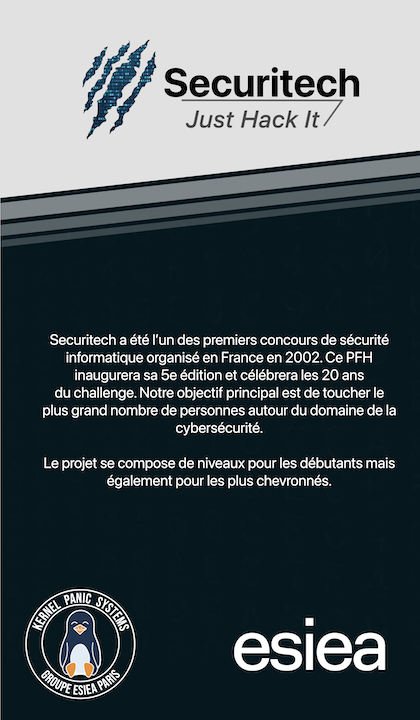 Securitech
Just Hack It
Securitech a été l'un des premiers concours de sécurité
informatique organisé en France en 2002. Ce PFH
inaugurera sa 5e édition et célébrera les 20 ans
du challenge. Notre objectif principal est de toucher le
plus grand nombre de personnes autour du domaine de la
cybersécurité.
Le projet se compose de niveaux pour les débutants mais
également pour les plus chevronnés.
KERNEL PANIC SYSTEMS
GROUPE ESIEA PARIS
esiea